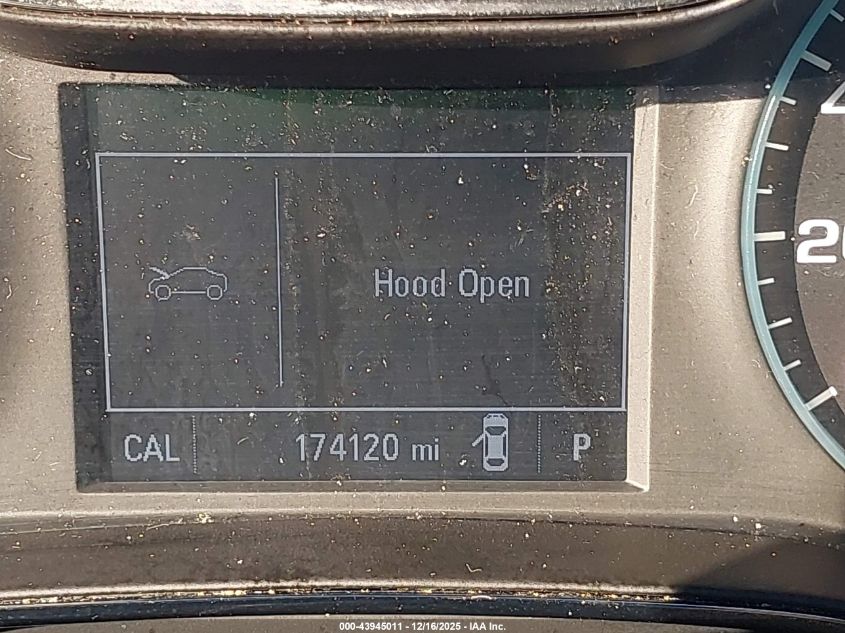 Hood Open
CAL 174120 mi P
000-43945011 - 12/16/2025 - IAA Inc.